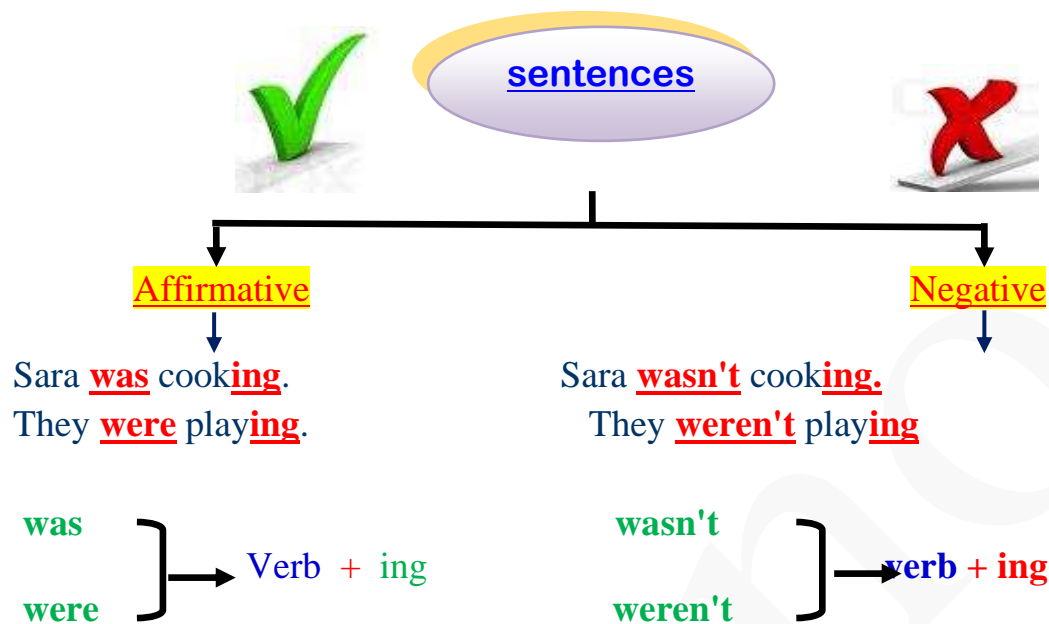 sentences
Affirmative
Negative
Sara was cooking.
They were playing.
Sara wasn't cooking.
They weren't playing
was
were
Verb + ing
wasn't
weren't
verb + ing